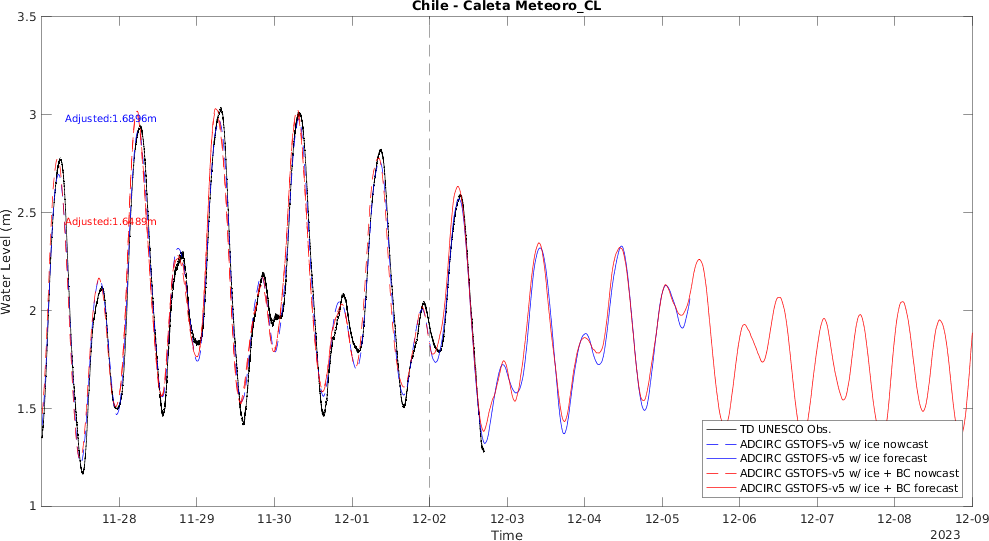 Chile - Caleta Meteoro_CL
3.5
3
2.5
2
1.5
1
Water Level (m)
Adjusted:1.6896m
Adjusted:1.6489m
TD UNESCO Obs.
ADCIRC GSTOFS-v5 w/ ice nowcast
ADCIRC GSTOFS-v5 w/ ice forecast
ADCIRC GSTOFS-v5 w/ ice + BC nowcast
ADCIRC GSTOFS-v5 w/ ice + BC forecast
11-28 11-29 11-30 12-01 12-02 12-03 12-04 12-05 12-06 12-07 12-08 12-09
Time
2023